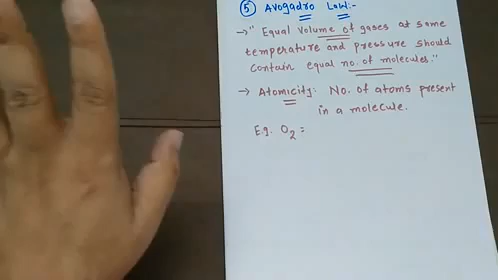 ⑤ Avogadro Law:-
→ "Equal Volume of gases at same
temperature and pressure should
contain equal no. of molecules."
→ Atomicity: No. of atoms present
in a molecule.
E.g. O₂ =